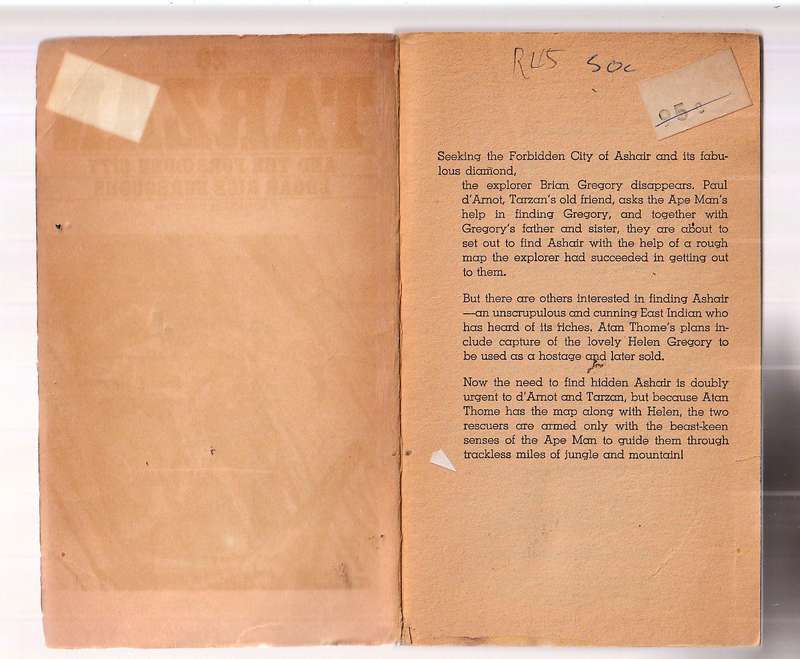 RUS SOC
95¢
Seeking the Forbidden City of Ashair and its fabu-
lous diamond,
the explorer Brian Gregory disappears. Paul
d'Arnot, Tarzan's old friend, asks the Ape Man's
help in finding Gregory, and together with
Gregory's father and sister, they are about to
set out to find Ashair with the help of a rough
map the explorer had succeeded in getting out
to them.
But there are others interested in finding Ashair
—an unscrupulous and cunning East Indian who
has heard of its riches. Atan Thome's plans in-
clude capture of the lovely Helen Gregory to
be used as a hostage and later sold.
Now the need to find hidden Ashair is doubly
urgent to d'Arnot and Tarzan, but because Atan
Thome has the map along with Helen, the two
rescuers are armed only with the beast-keen
senses of the Ape Man to guide them through
trackless miles of jungle and mountain!